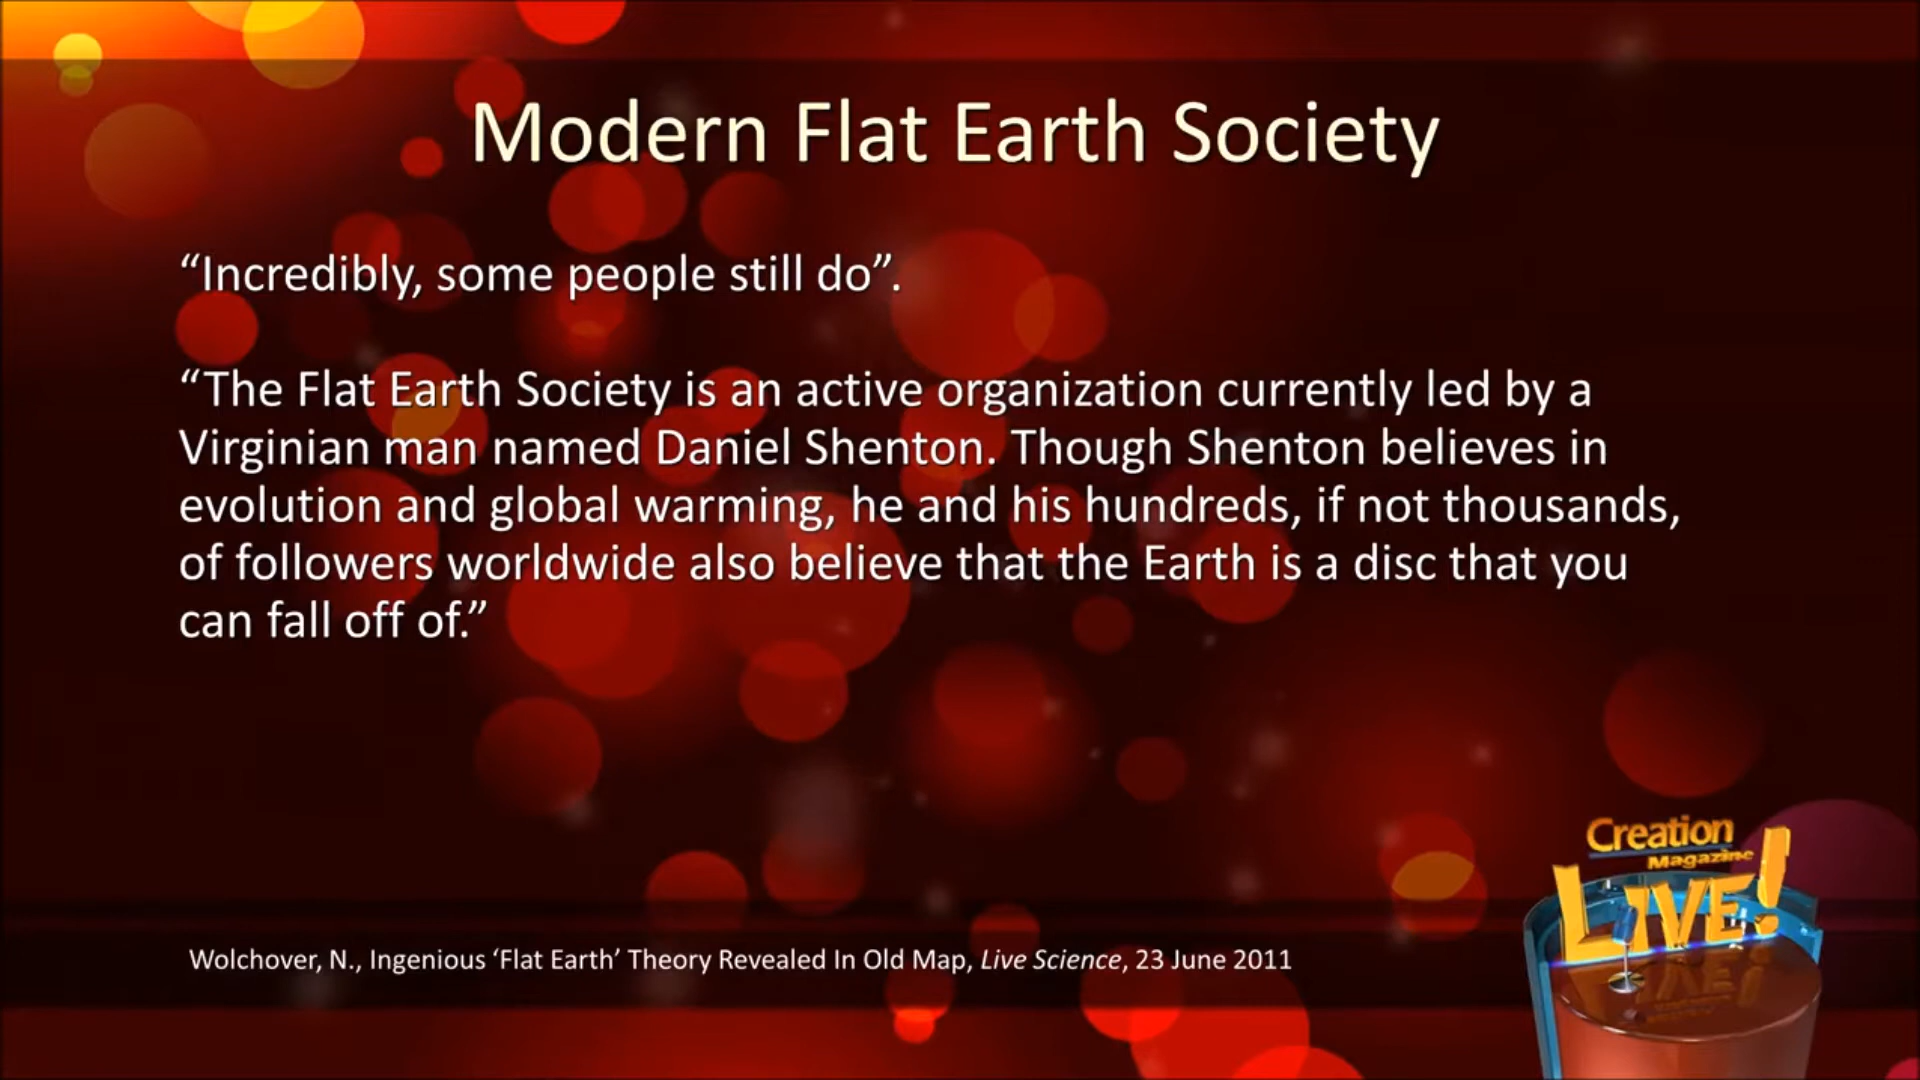 Modern Flat Earth Society
“Incredibly, some people still do”.
“The Flat Earth Society is an active organization currently led by a
Virginian man named Daniel Shenton. Though Shenton believes in
evolution and global warming, he and his hundreds, if not thousands,
of followers worldwide also believe that the Earth is a disc that you
can fall off of.”
Creation
Magazine
LIVE!
Wolchover, N., Ingenious ‘Flat Earth’ Theory Revealed In Old Map, Live Science, 23 June 2011